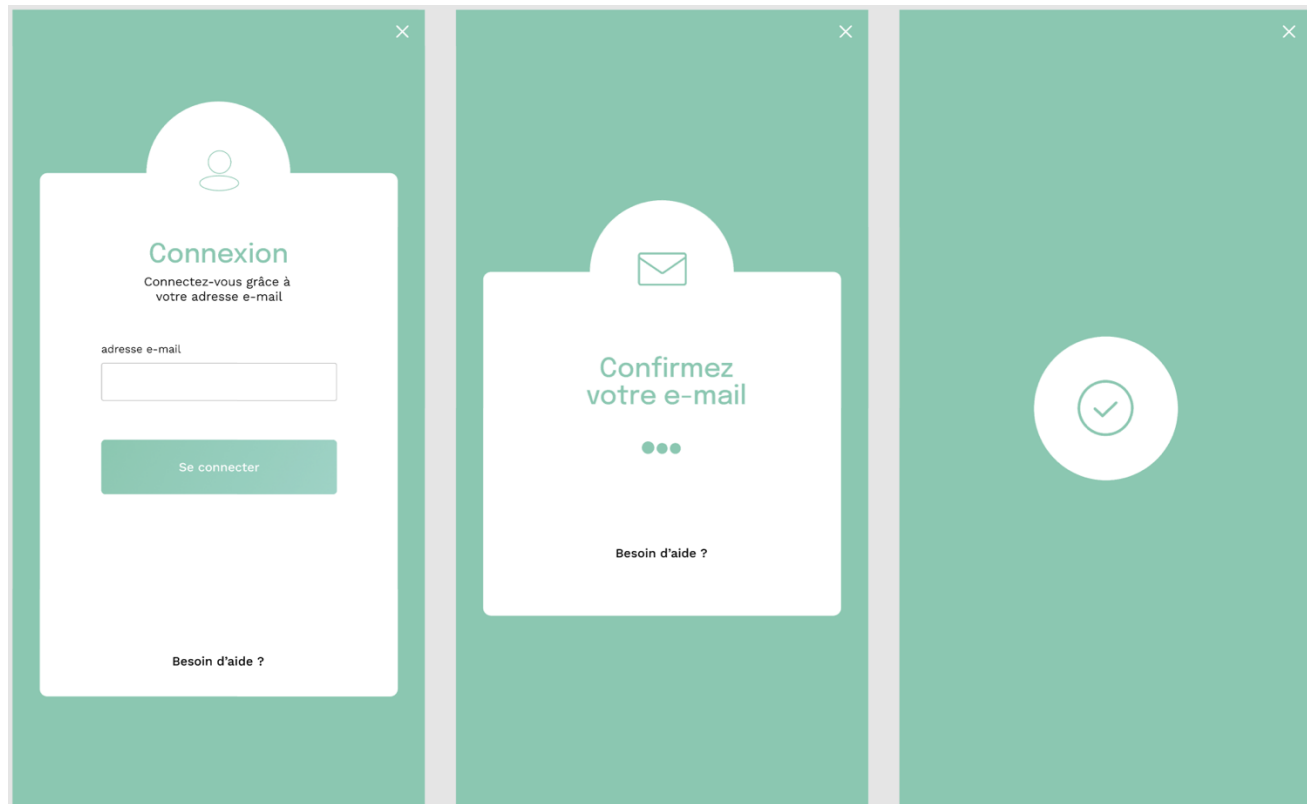 Connexion
Connectez-vous grâce à
votre adresse e-mail
adresse e-mail
Se connecter
Besoin d'aide ?
Confirmez
votre e-mail
Besoin d'aide ?